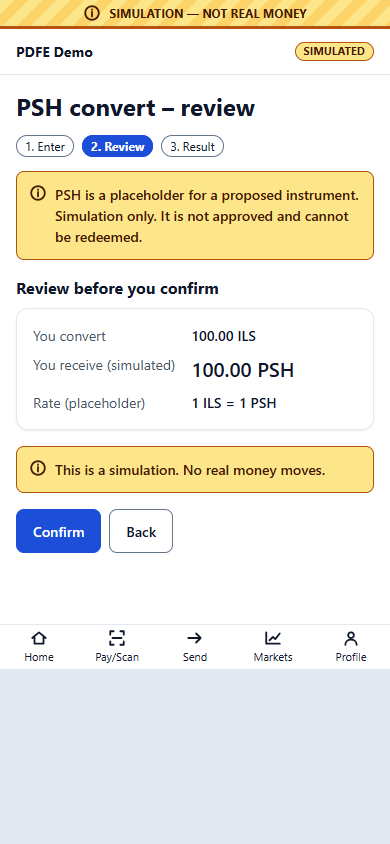 SIMULATION — NOT REAL MONEY
PDFE Demo
SIMULATED
PSH convert – review
1. Enter
2. Review
3. Result
PSH is a placeholder for a proposed instrument.
Simulation only. It is not approved and cannot
be redeemed.
Review before you confirm
You convert 100.00 ILS
You receive (simulated) 100.00 PSH
Rate (placeholder) 1 ILS = 1 PSH
This is a simulation. No real money moves.
Confirm
Back
Home
Pay/Scan
Send
Markets
Profile